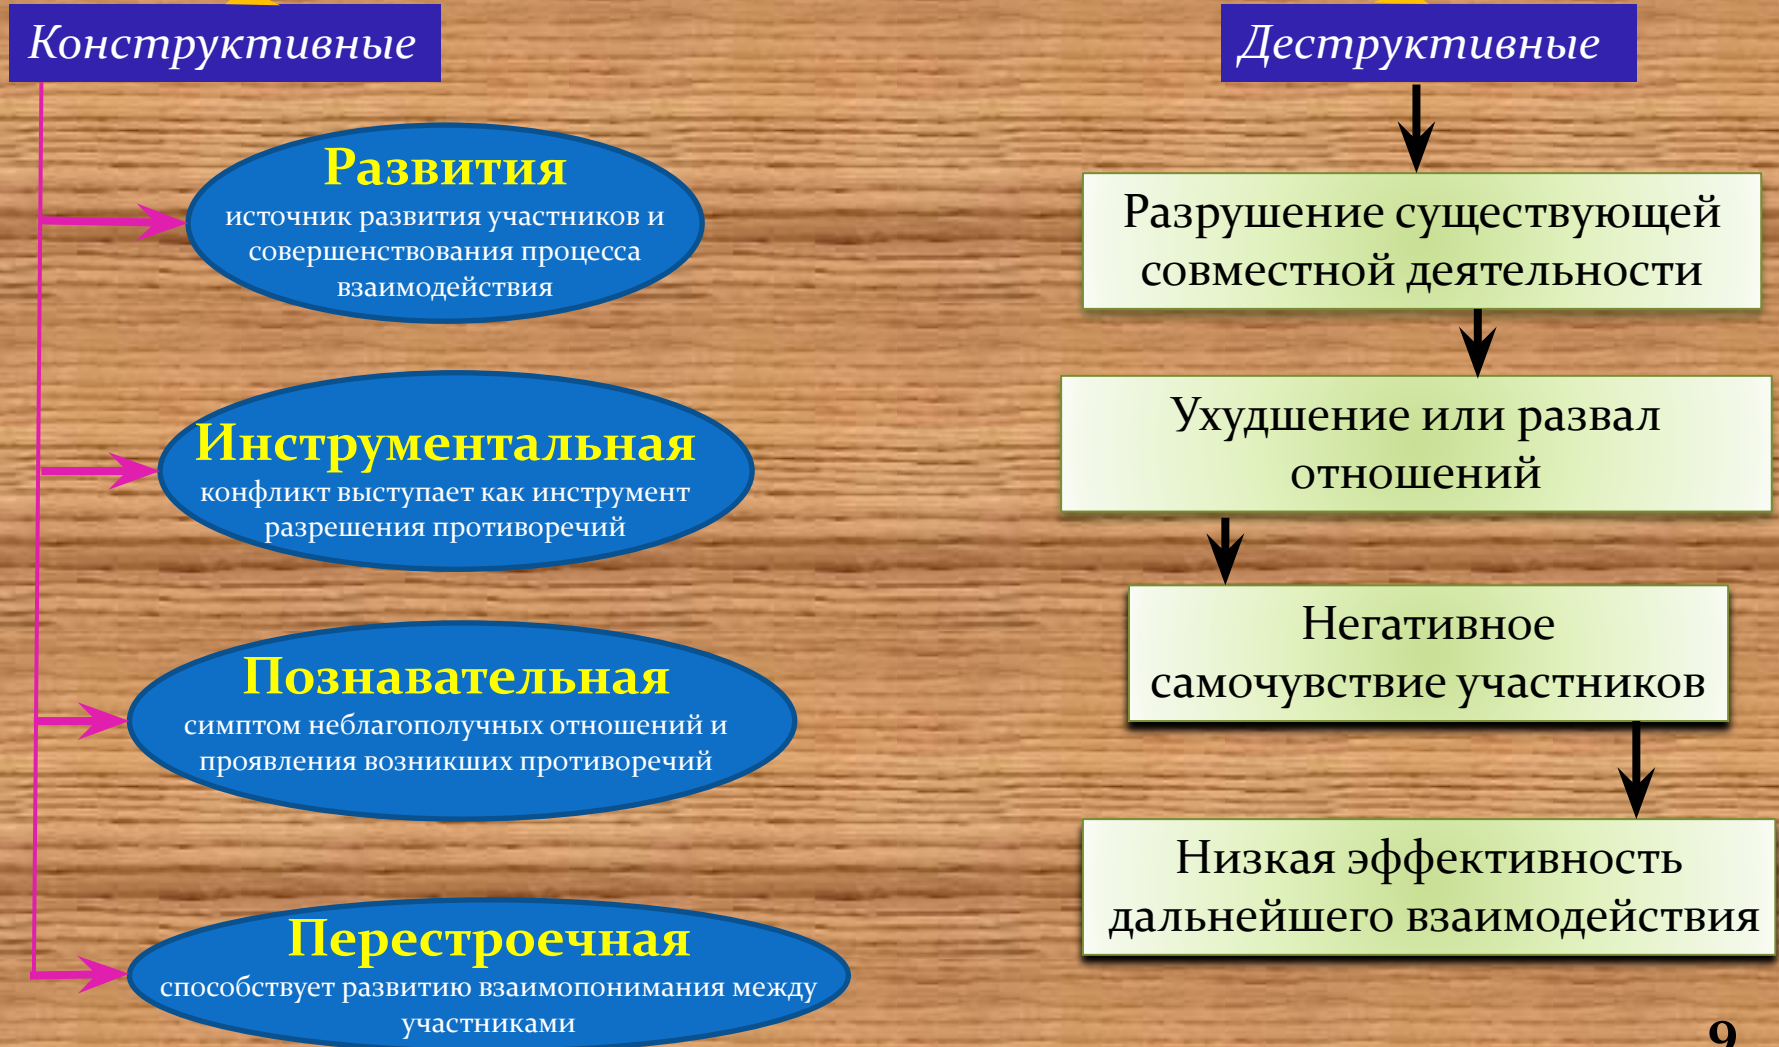 Конструктивные
Развития
источник развития участников и
совершенствования процесса
взаимодействия
Инструментальная
конфликт выступает как инструмент
разрешения противоречий
Познавательная
симптом неблагополучных отношений и
проявления возникших противоречий
Перестроечная
способствует развитию взаимопонимания между
участниками
Деструктивные
Разрушение существующей
совместной деятельности
Ухудшение или развал
отношений
Негативное
самочувствие участников
Низкая эффективность
дальнейшего взаимодействия
9